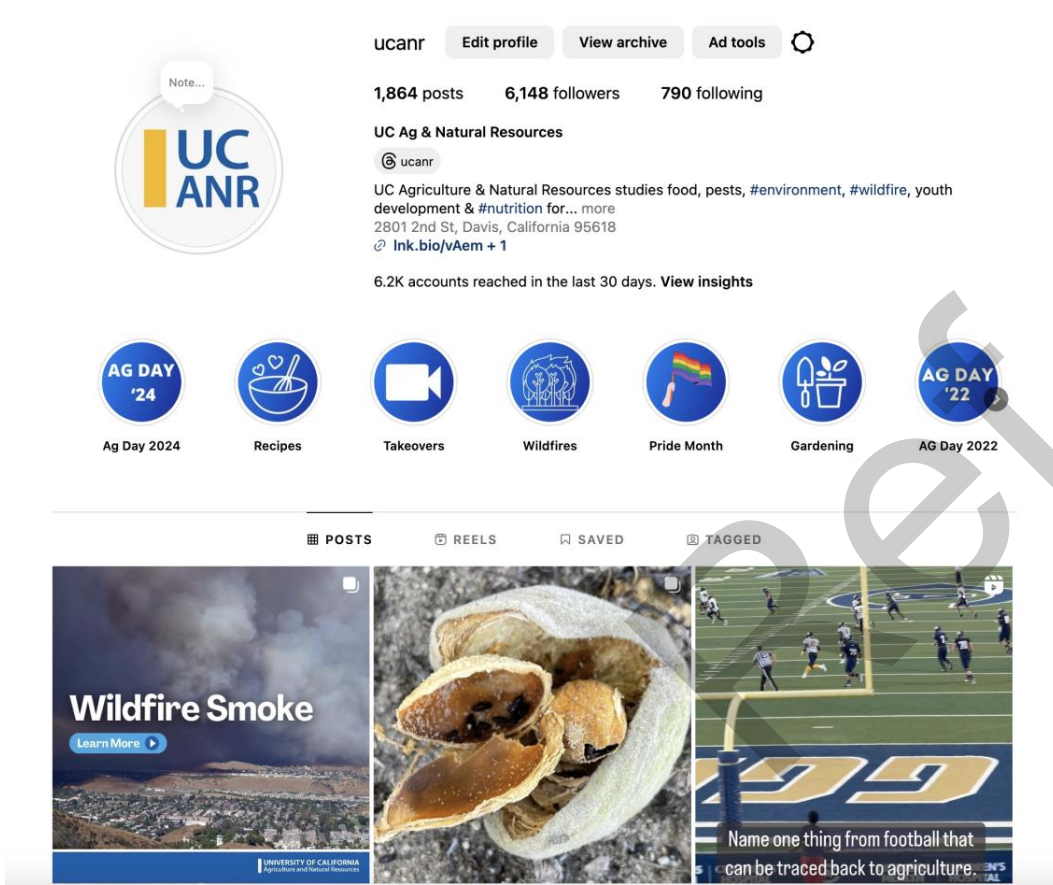 ucanr Edit profile View archive Ad tools
Note...
1,864 posts 6,148 followers 790 following
UC Ag & Natural Resources
UC
ANR
ucanr
UC Agriculture & Natural Resources studies food, pests, #environment, #wildfire, youth
development & #nutrition for... more
2801 2nd St, Davis, California 95618
lnk.bio/vAem + 1
6.2K accounts reached in the last 30 days. View insights
AG DAY
'24
AG DAY
'22
Ag Day 2024 Recipes Takeovers Wildfires Pride Month Gardening AG Day 2022
POSTS REELS SAVED TAGGED
Wildfire Smoke
Learn More
UNIVERSITY OF CALIFORNIA
Agriculture and Natural Resources
Name one thing from football that
can be traced back to agriculture.